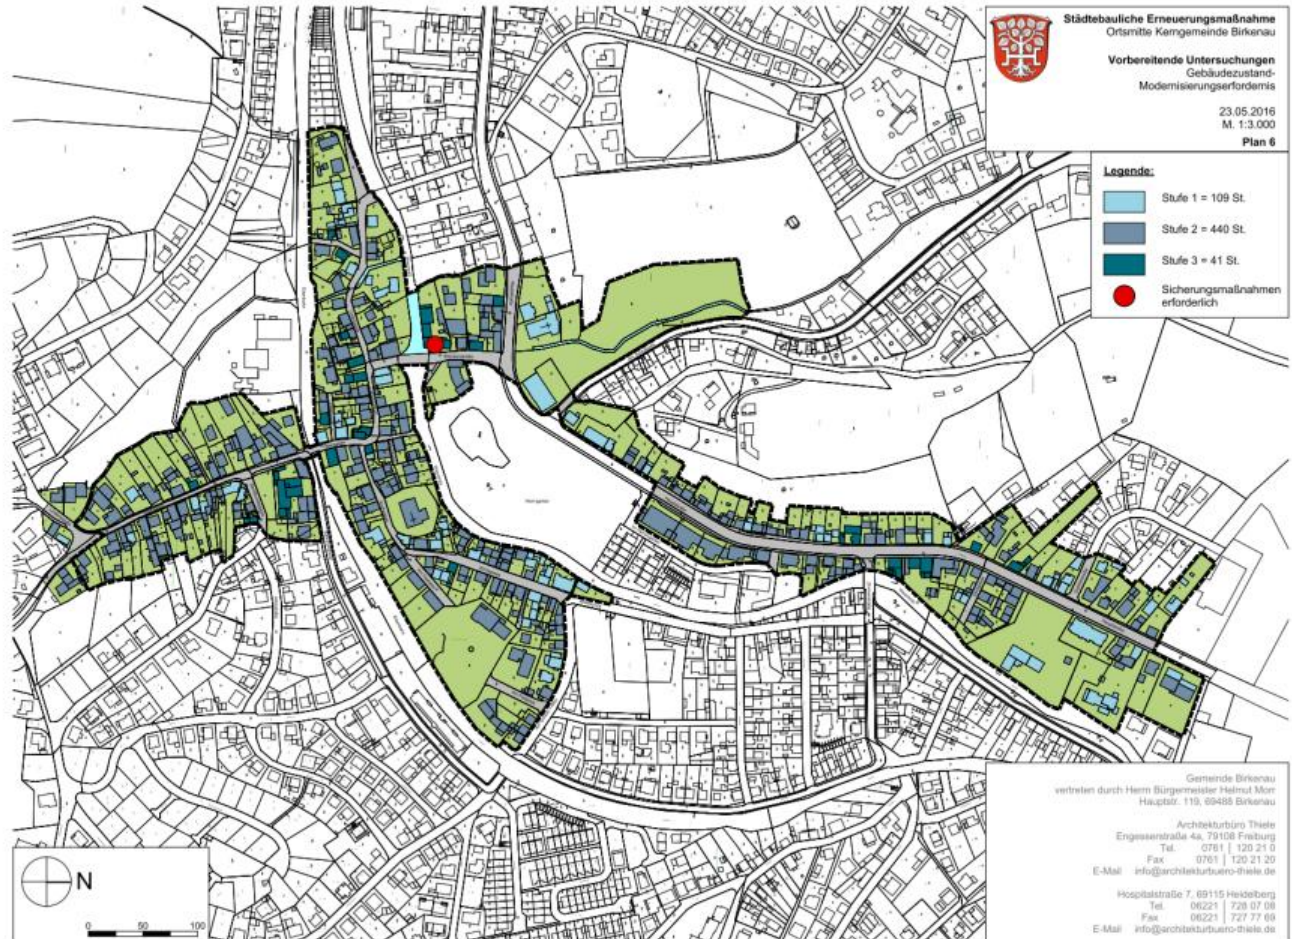 Städtebauliche Erneuerungsmaßnahme
Ortsmitte Kerngemeinde Birkenau
Vorbereitende Untersuchungen
Gebäudezustand-
Modernisierungserfordernis
23.05.2016
M. 1:3.000
Plan 6
Legende:
Stufe 1 = 109 St.
Stufe 2 = 440 St.
Stufe 3 = 41 St.
Sicherungsmaßnahmen
erforderlich
Gemeinde Birkenau
vertreten durch Herrn Bürgermeister Helmut Morr
Hauptstr. 119, 69488 Birkenau
Architekturbüro Thiele
Engesserstraße 4a, 79108 Freiburg
Tel. 0761 | 120 21 0
Fax 0761 | 120 21 20
E-Mail info@architekturbuero-thiele.de
Hospitalstraße 7, 69115 Heidelberg
Tel. 06221 | 728 07 08
Fax 06221 | 727 77 69
E-Mail info@architekturbuero-thiele.de
N
0 50 100